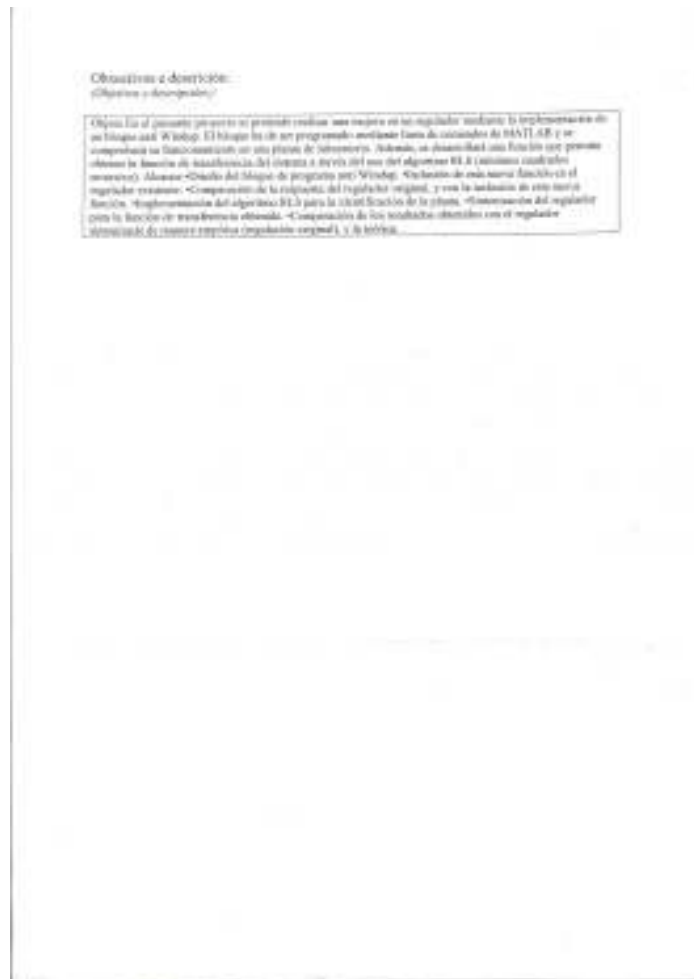 Obxectivos e descrición:
(Objetivos y descripción)
Objeto En el presente proyecto se pretende realizar una mejora en un regulador mediante la implementación de
un bloque anti Windup. El bloque ha de ser programado mediante línea de comandos de MATLAB y se
comprobará su funcionamiento en una planta de laboratorio. Además, se desarrollará una función que permita
obtener la función de transferencia del sistema a través del uso del algoritmo RLS (mínimos cuadrados
recursivos). Alcance •Diseño del bloque de programa anti Windup. •Inclusión de esta nueva función en el
regulador existente. •Comparación de la respuesta del regulador original, y con la inclusión de esta nueva
función. •Implementación del algoritmo RLS para la identificación de la planta. •Sintonización del regulador
para la función de transferencia obtenida. •Comparación de los resultados obtenidos con el regulador
sintonizado de manera empírica (regulación original), y la teórica.